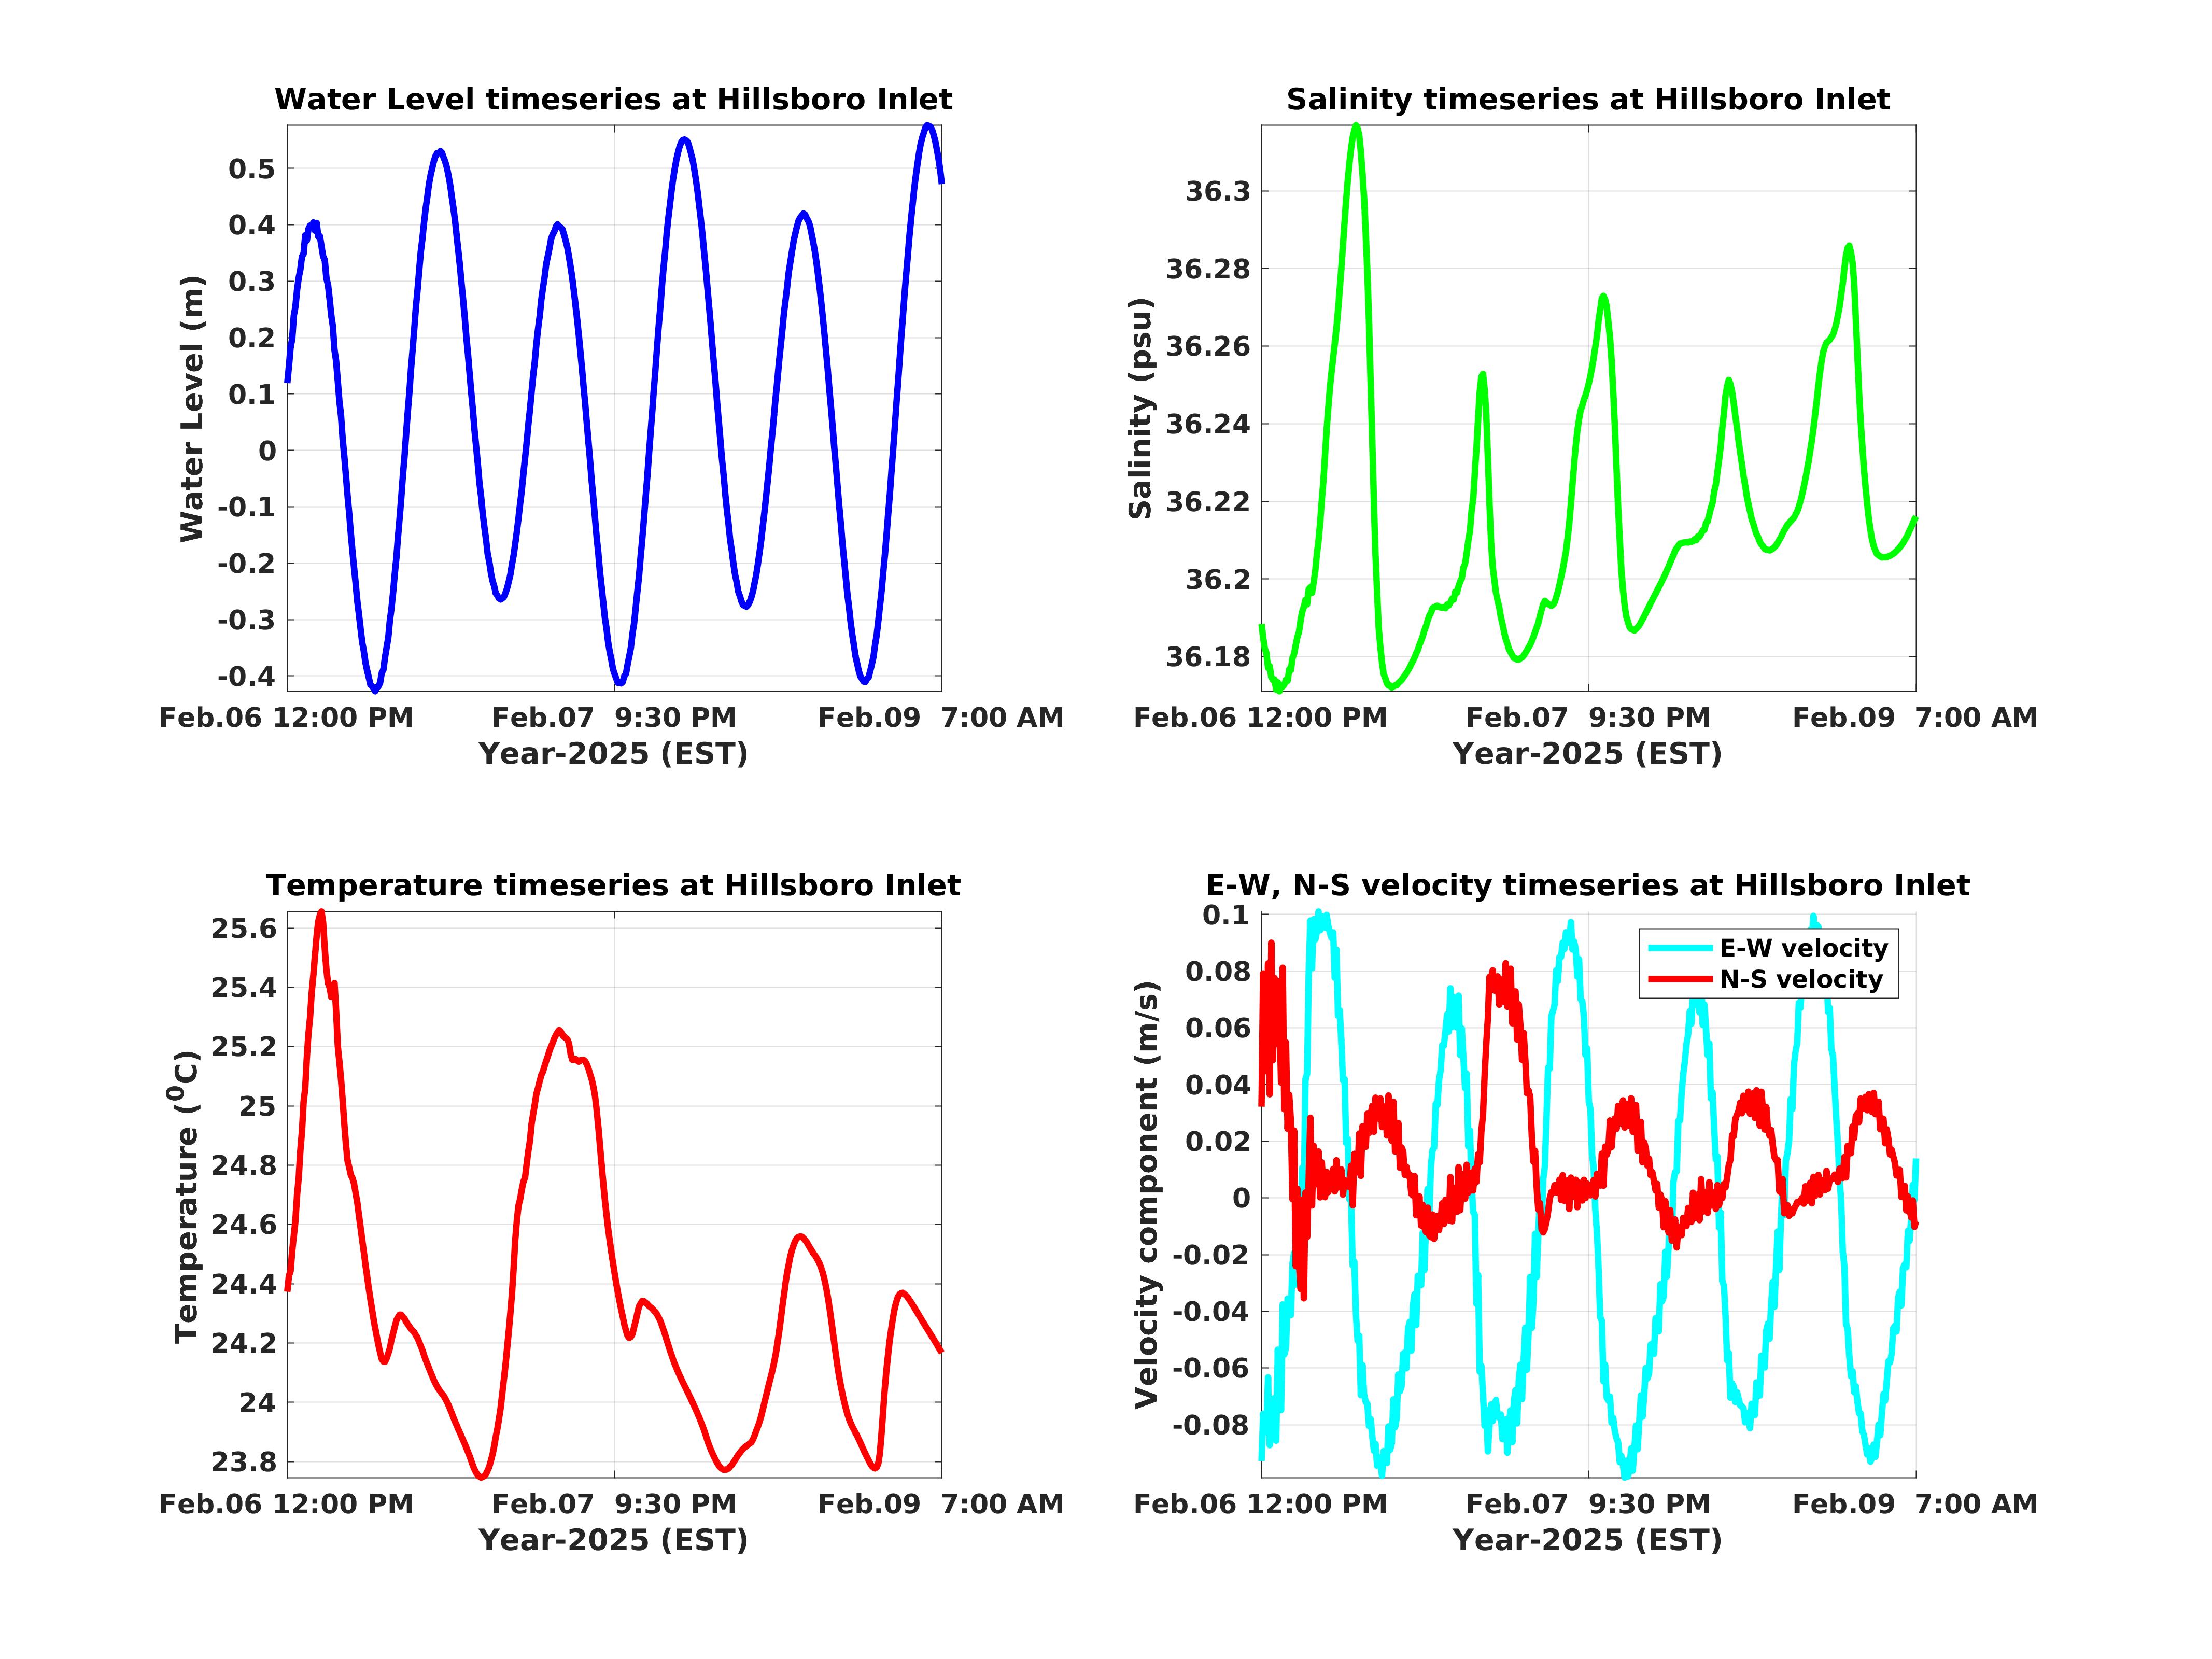 Water Level timeseries at Hillsboro Inlet
Water Level (m)
0.5
0.4
0.3
0.2
0.1
0
-0.1
-0.2
-0.3
-0.4
Feb.06 12:00 PM Feb.07 9:30 PM Feb.09 7:00 AM
Year-2025 (EST)
Salinity timeseries at Hillsboro Inlet
Salinity (psu)
36.3
36.28
36.26
36.24
36.22
36.2
36.18
Feb.06 12:00 PM Feb.07 9:30 PM Feb.09 7:00 AM
Year-2025 (EST)
Temperature timeseries at Hillsboro Inlet
Temperature (⁰C)
25.6
25.4
25.2
25
24.8
24.6
24.4
24.2
24
23.8
Feb.06 12:00 PM Feb.07 9:30 PM Feb.09 7:00 AM
Year-2025 (EST)
E-W, N-S velocity timeseries at Hillsboro Inlet
Velocity component (m/s)
0.1
0.08
0.06
0.04
0.02
0
-0.02
-0.04
-0.06
-0.08
E-W velocity
N-S velocity
Feb.06 12:00 PM Feb.07 9:30 PM Feb.09 7:00 AM
Year-2025 (EST)